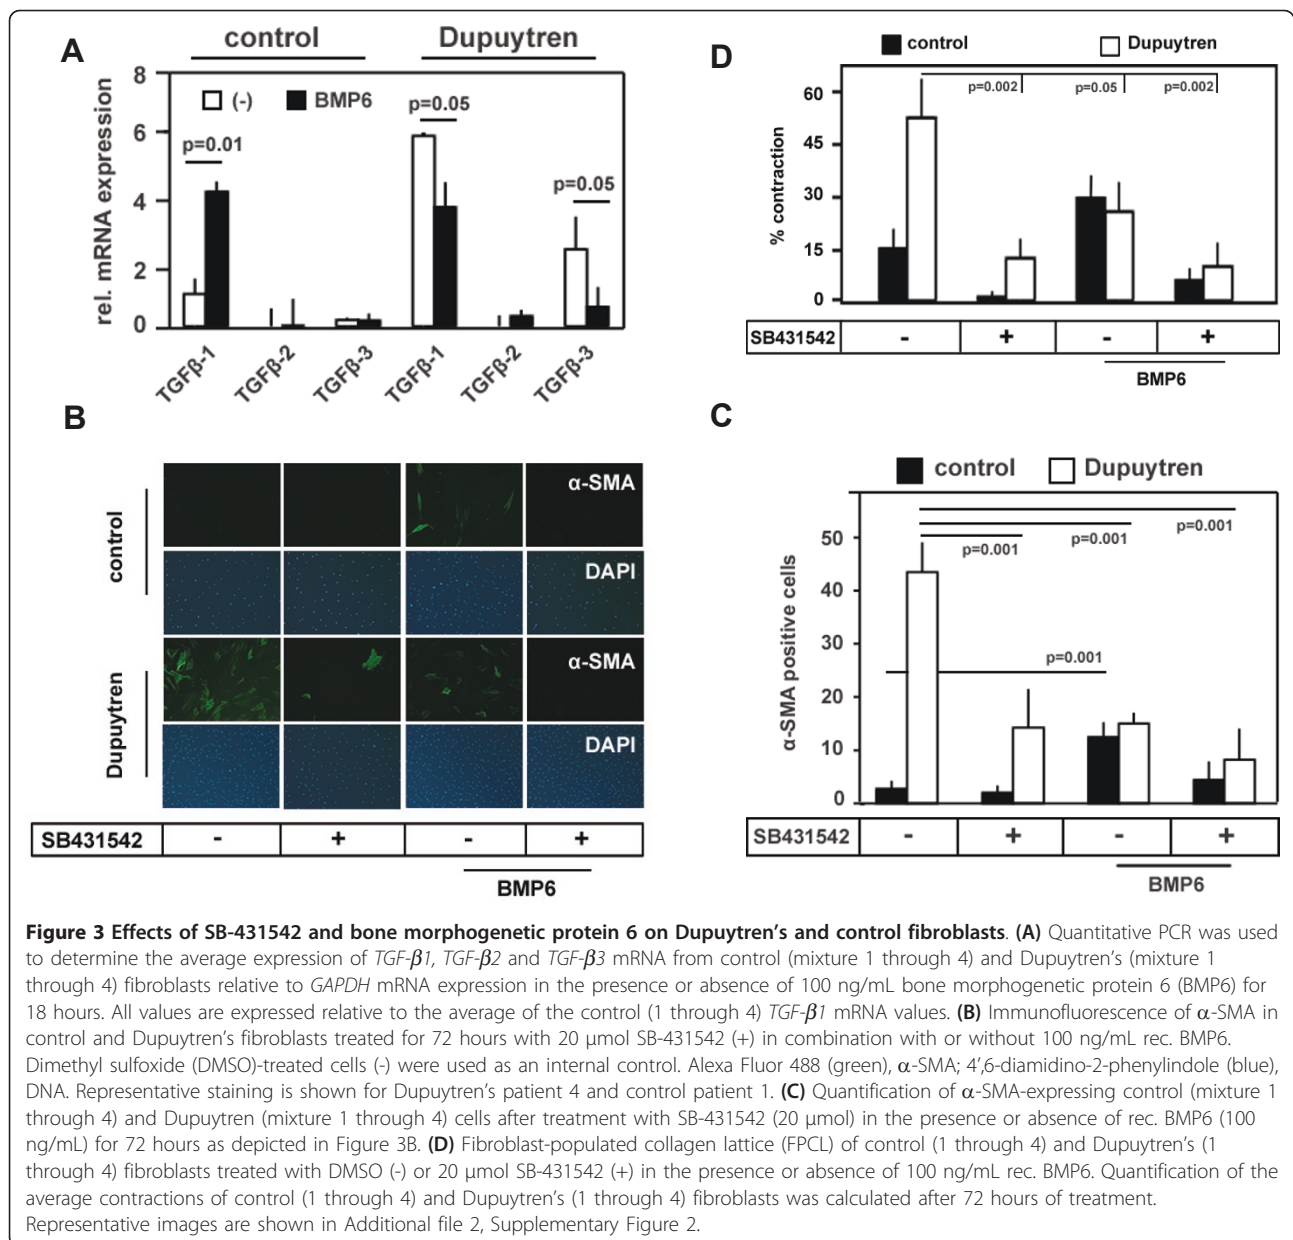 A
control
Dupuytren
(-)
BMP6
p=0.01
p=0.05
p=0.05
rel. mRNA expression
8
6
4
2
0
TGFβ-1
TGFβ-2
TGFβ-3
TGFβ-1
TGFβ-2
TGFβ-3
D
control
Dupuytren
p=0.002
p=0.05
p=0.002
% contraction
60
45
30
15
0
SB431542 - + - +
BMP6
B
control
Dupuytren
α-SMA
DAPI
α-SMA
DAPI
SB431542 - + - +
BMP6
C
control
Dupuytren
p=0.001
p=0.001
p=0.001
p=0.001
α-SMA positive cells
50
40
30
20
10
0
SB431542 - + - +
BMP6
Figure 3 Effects of SB-431542 and bone morphogenetic protein 6 on Dupuytren's and control fibroblasts. (A) Quantitative PCR was used
to determine the average expression of TGF-β1, TGF-β2 and TGF-β3 mRNA from control (mixture 1 through 4) and Dupuytren's (mixture 1
through 4) fibroblasts relative to GAPDH mRNA expression in the presence or absence of 100 ng/mL bone morphogenetic protein 6 (BMP6) for
18 hours. All values are expressed relative to the average of the control (1 through 4) TGF-β1 mRNA values. (B) Immunofluorescence of α-SMA in
control and Dupuytren's fibroblasts treated for 72 hours with 20 μmol SB-431542 (+) in combination with or without 100 ng/mL rec. BMP6.
Dimethyl sulfoxide (DMSO)-treated cells (-) were used as an internal control. Alexa Fluor 488 (green), α-SMA; 4′,6-diamidino-2-phenylindole (blue),
DNA. Representative staining is shown for Dupuytren's patient 4 and control patient 1. (C) Quantification of α-SMA-expressing control (mixture 1
through 4) and Dupuytren (mixture 1 through 4) cells after treatment with SB-431542 (20 μmol) in the presence or absence of rec. BMP6 (100
ng/mL) for 72 hours as depicted in Figure 3B. (D) Fibroblast-populated collagen lattice (FPCL) of control (1 through 4) and Dupuytren's (1
through 4) fibroblasts treated with DMSO (-) or 20 μmol SB-431542 (+) in the presence or absence of 100 ng/mL rec. BMP6. Quantification of the
average contractions of control (1 through 4) and Dupuytren's (1 through 4) fibroblasts was calculated after 72 hours of treatment.
Representative images are shown in Additional file 2, Supplementary Figure 2.